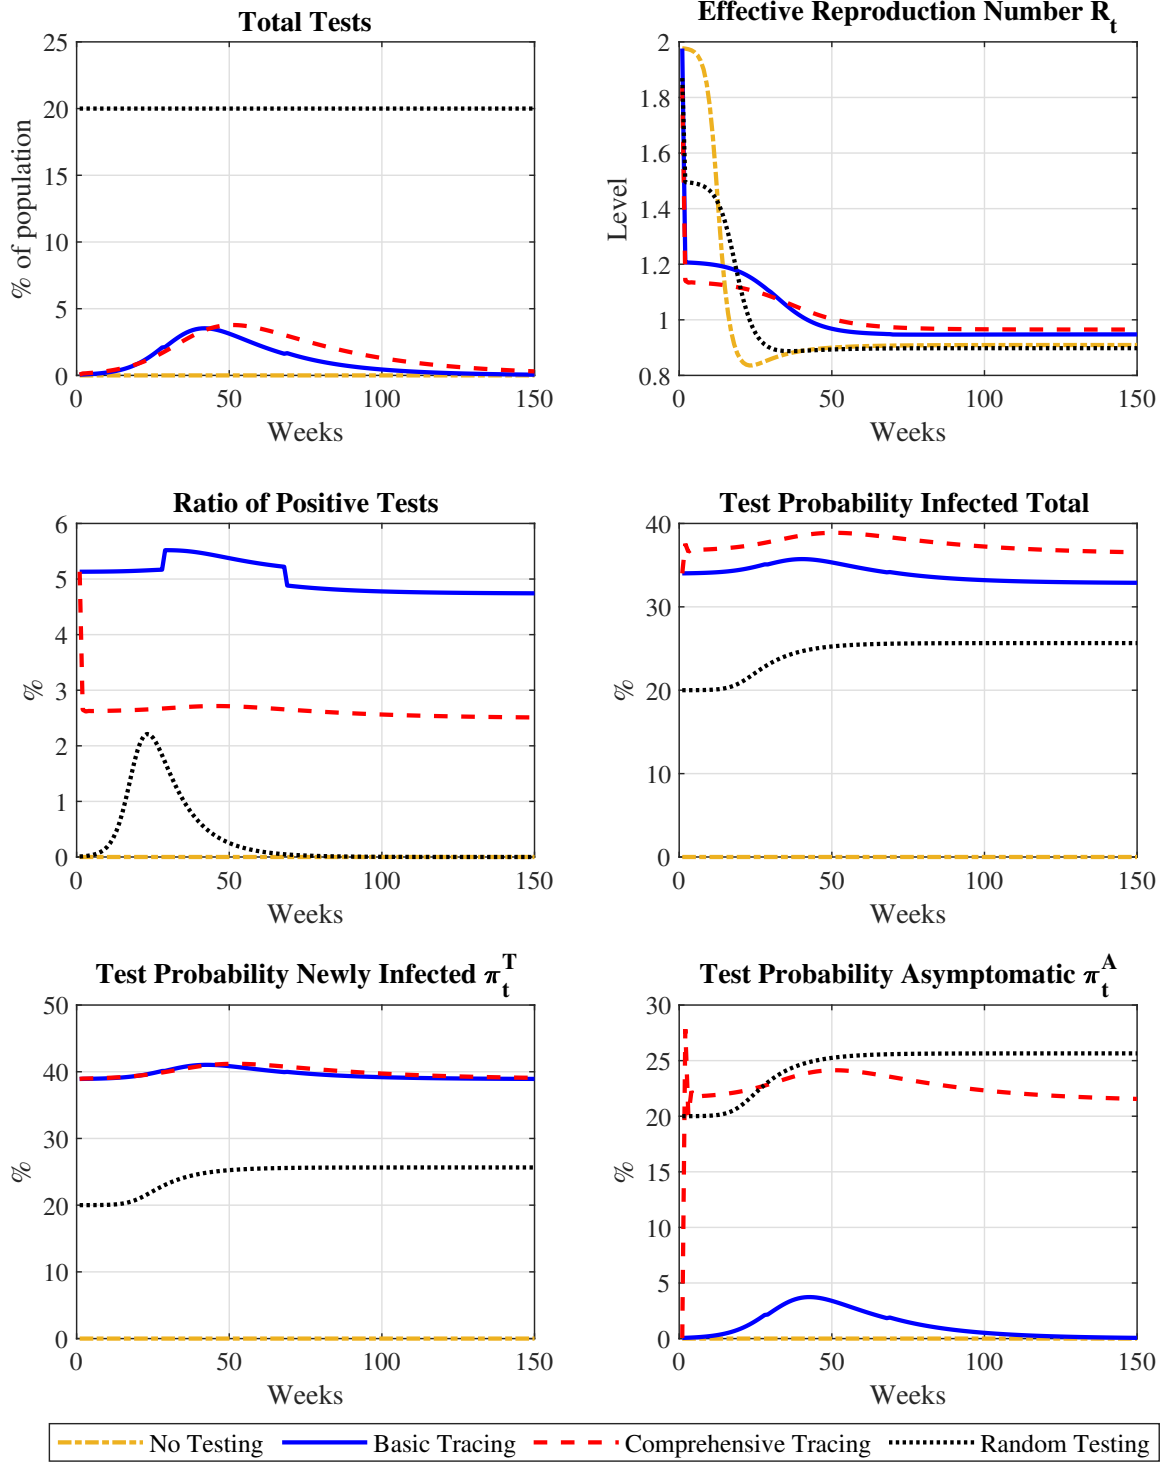 Total Tests
25
20
15
10
5
0
% of population
0 50 100 150
Weeks
Effective Reproduction Number R_t
2
1.8
1.6
1.4
1.2
1
0.8
Level
0 50 100 150
Weeks
Ratio of Positive Tests
6
5
4
3
2
1
0
%
0 50 100 150
Weeks
Test Probability Infected Total
40
30
20
10
0
%
0 50 100 150
Weeks
Test Probability Newly Infected π_t^T
50
40
30
20
10
0
%
0 50 100 150
Weeks
Test Probability Asymptomatic π_t^A
30
25
20
15
10
5
0
%
0 50 100 150
Weeks
No Testing Basic Tracing Comprehensive Tracing Random Testing